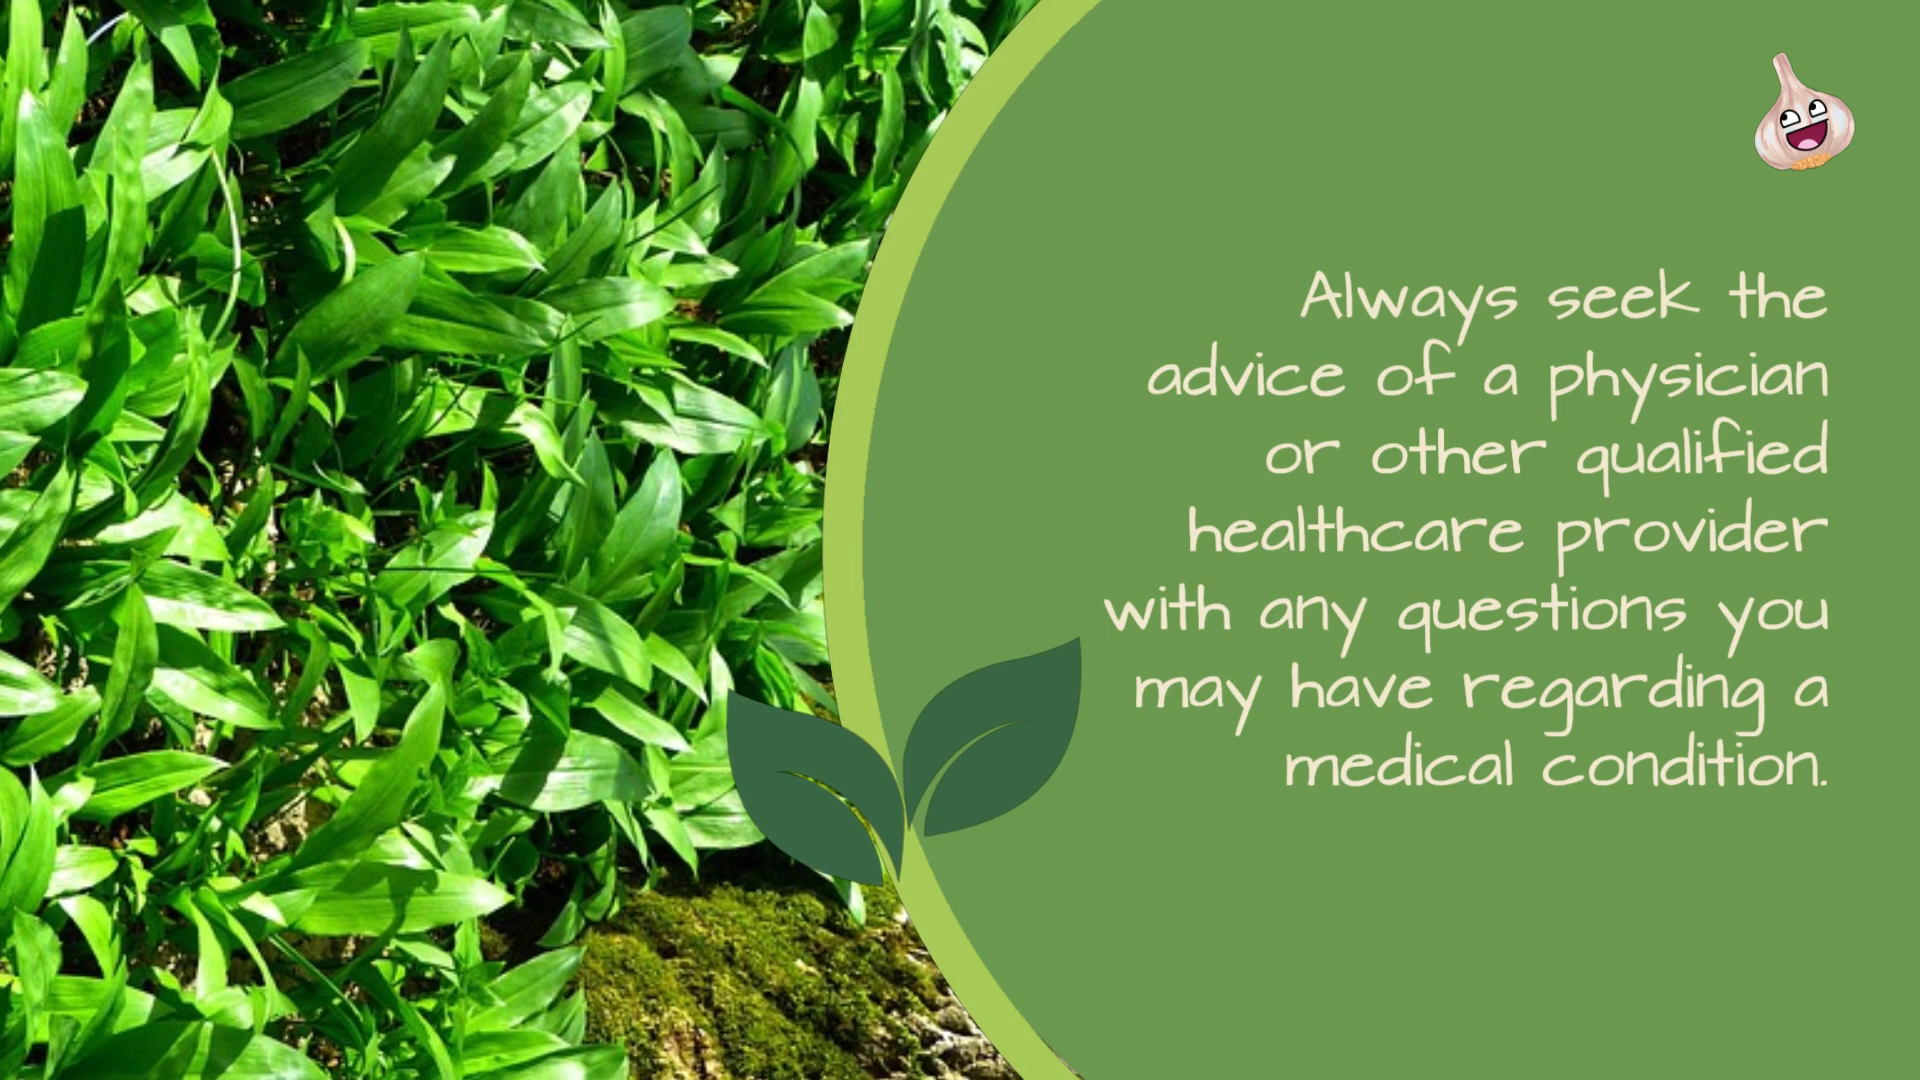 Always seek the
advice of a physician
or other qualified
healthcare provider
with any questions you
may have regarding a
medical condition.